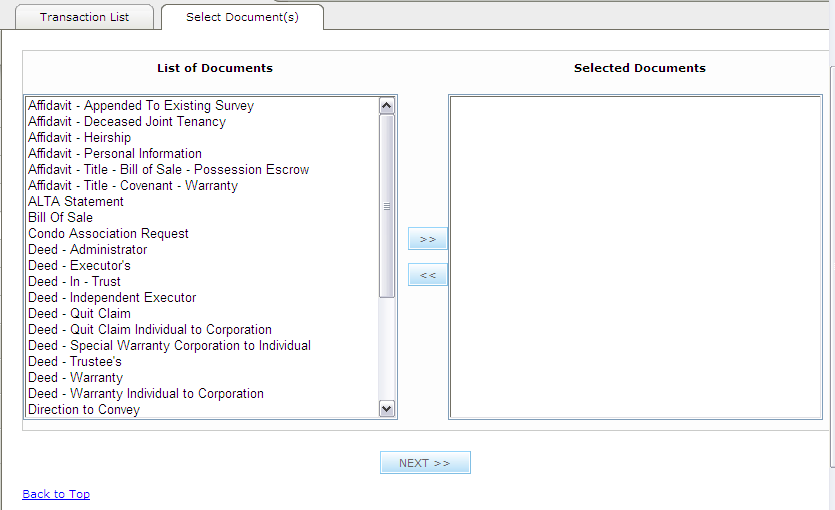 Transaction List
Select Document(s)
List of Documents
Selected Documents
Affidavit - Appended To Existing Survey
Affidavit - Deceased Joint Tenancy
Affidavit - Heirship
Affidavit - Personal Information
Affidavit - Title - Bill of Sale - Possession Escrow
Affidavit - Title - Covenant - Warranty
ALTA Statement
Bill Of Sale
Condo Association Request
Deed - Administrator
Deed - Executor's
Deed - In - Trust
Deed - Independent Executor
Deed - Quit Claim
Deed - Quit Claim Individual to Corporation
Deed - Special Warranty Corporation to Individual
Deed - Trustee's
Deed - Warranty
Deed - Warranty Individual to Corporation
Direction to Convey
>>
<<
NEXT >>
Back to Top